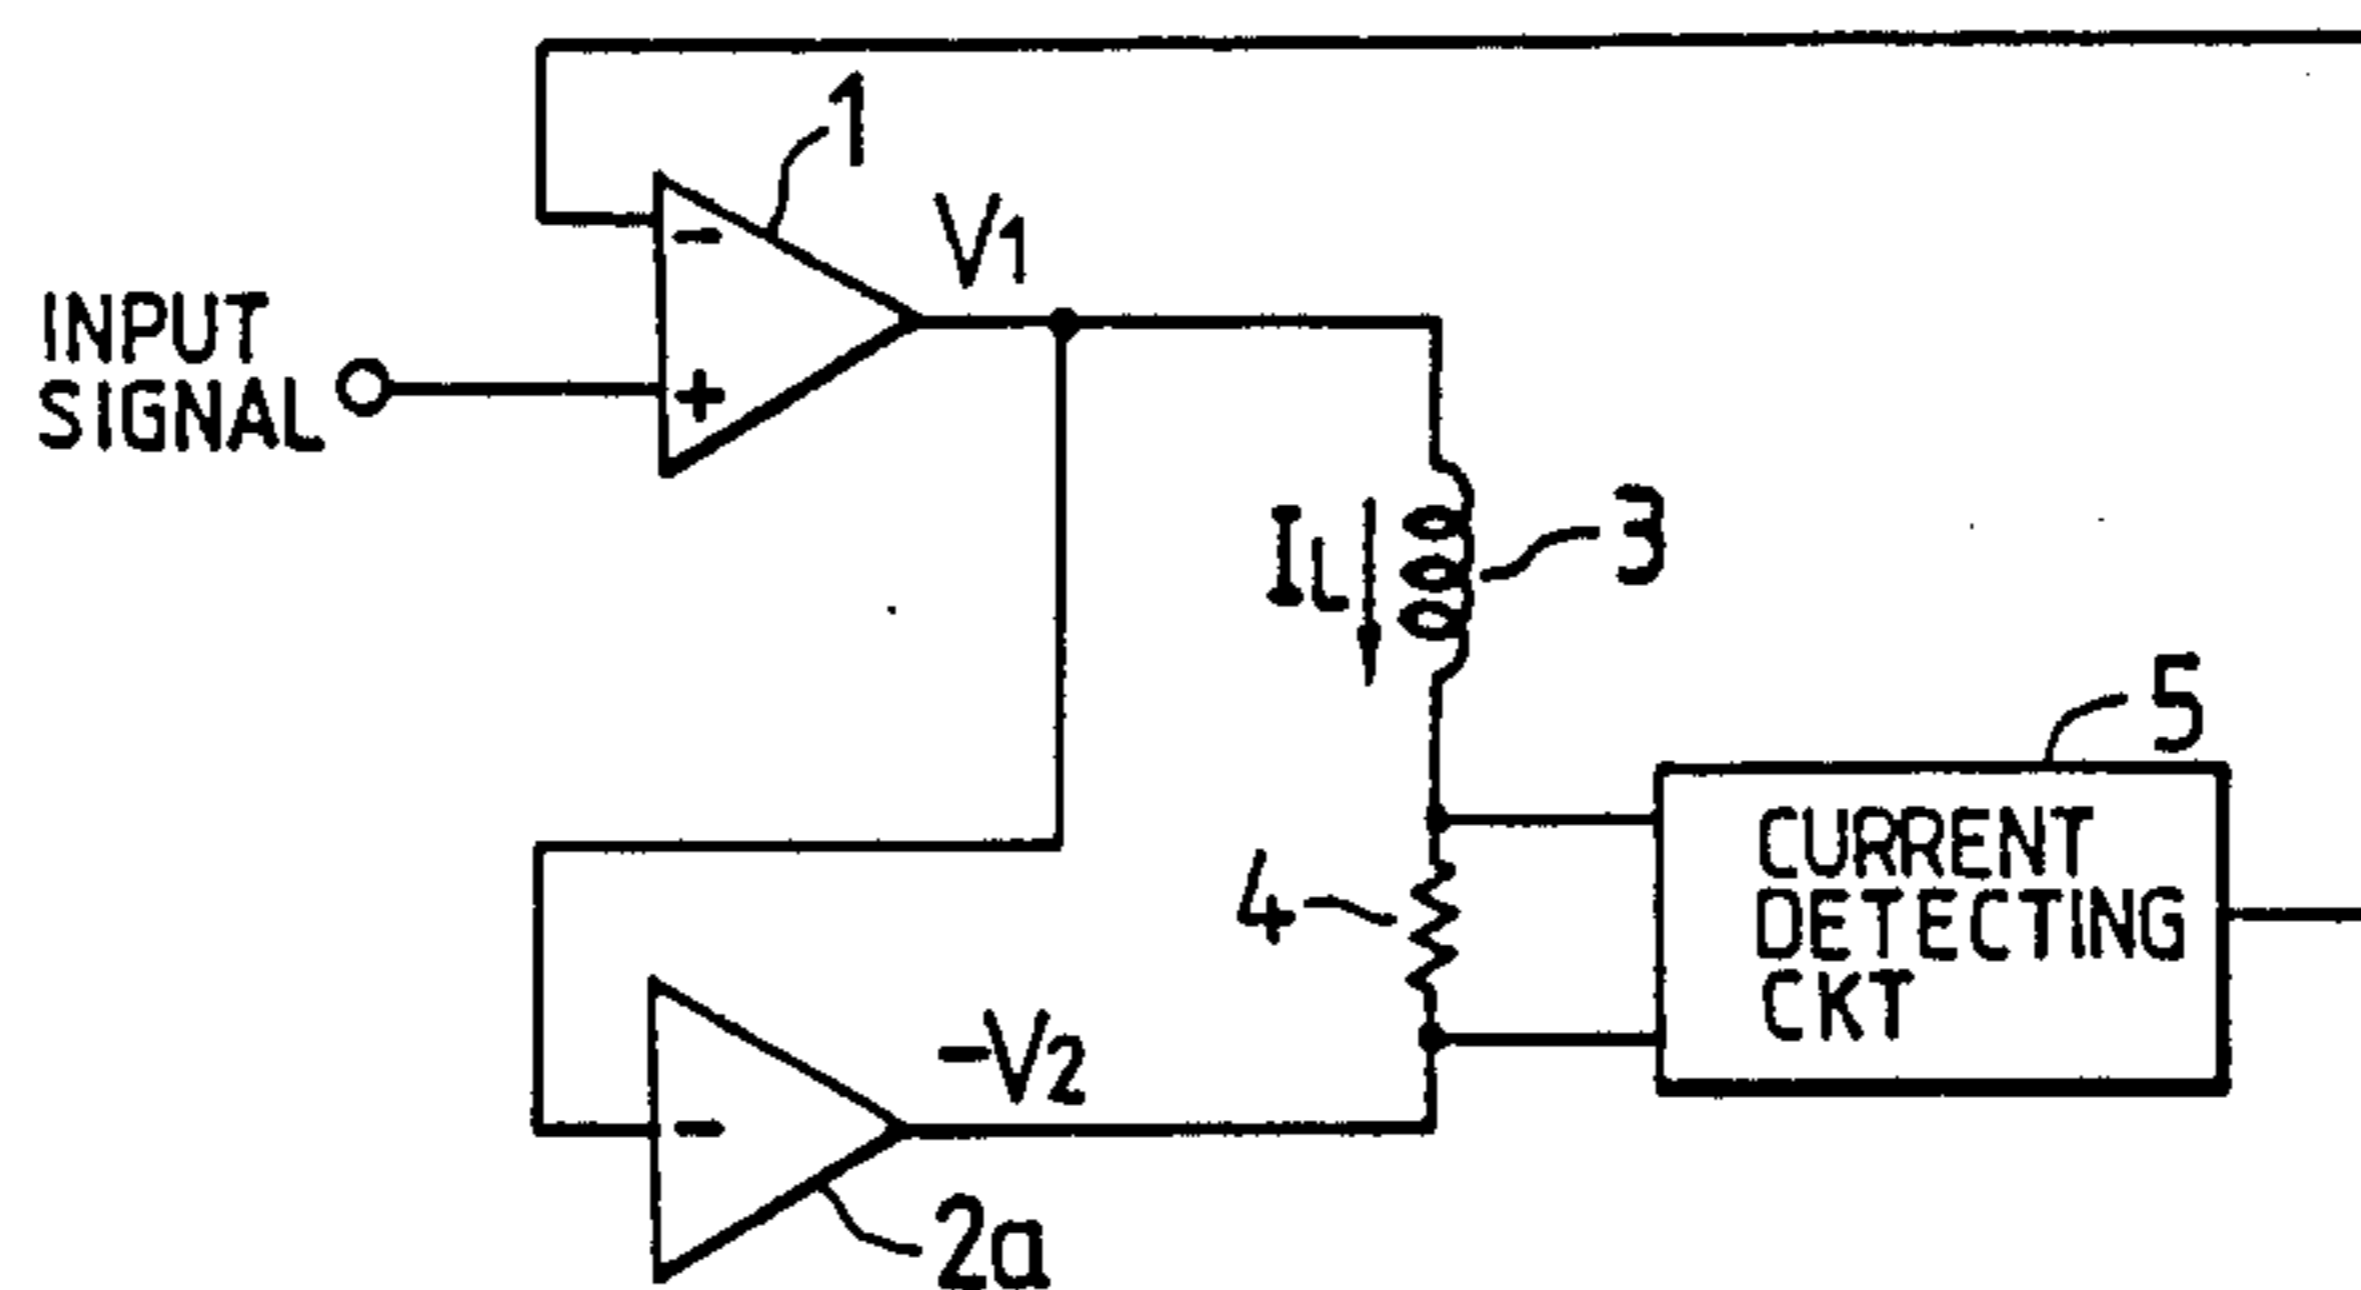 1
V1
INPUT
SIGNAL
-
+
IL
3
5
CURRENT
DETECTING
CKT
4
-V2
-
2a